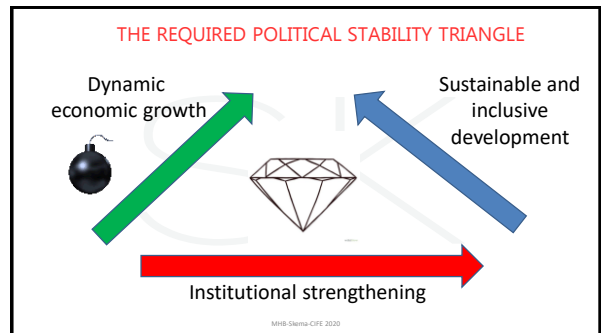 THE REQUIRED POLITICAL STABILITY TRIANGLE
Dynamic
economic growth
Sustainable and
inclusive
development
Institutional strengthening
MHB-Skema-CIFE 2020